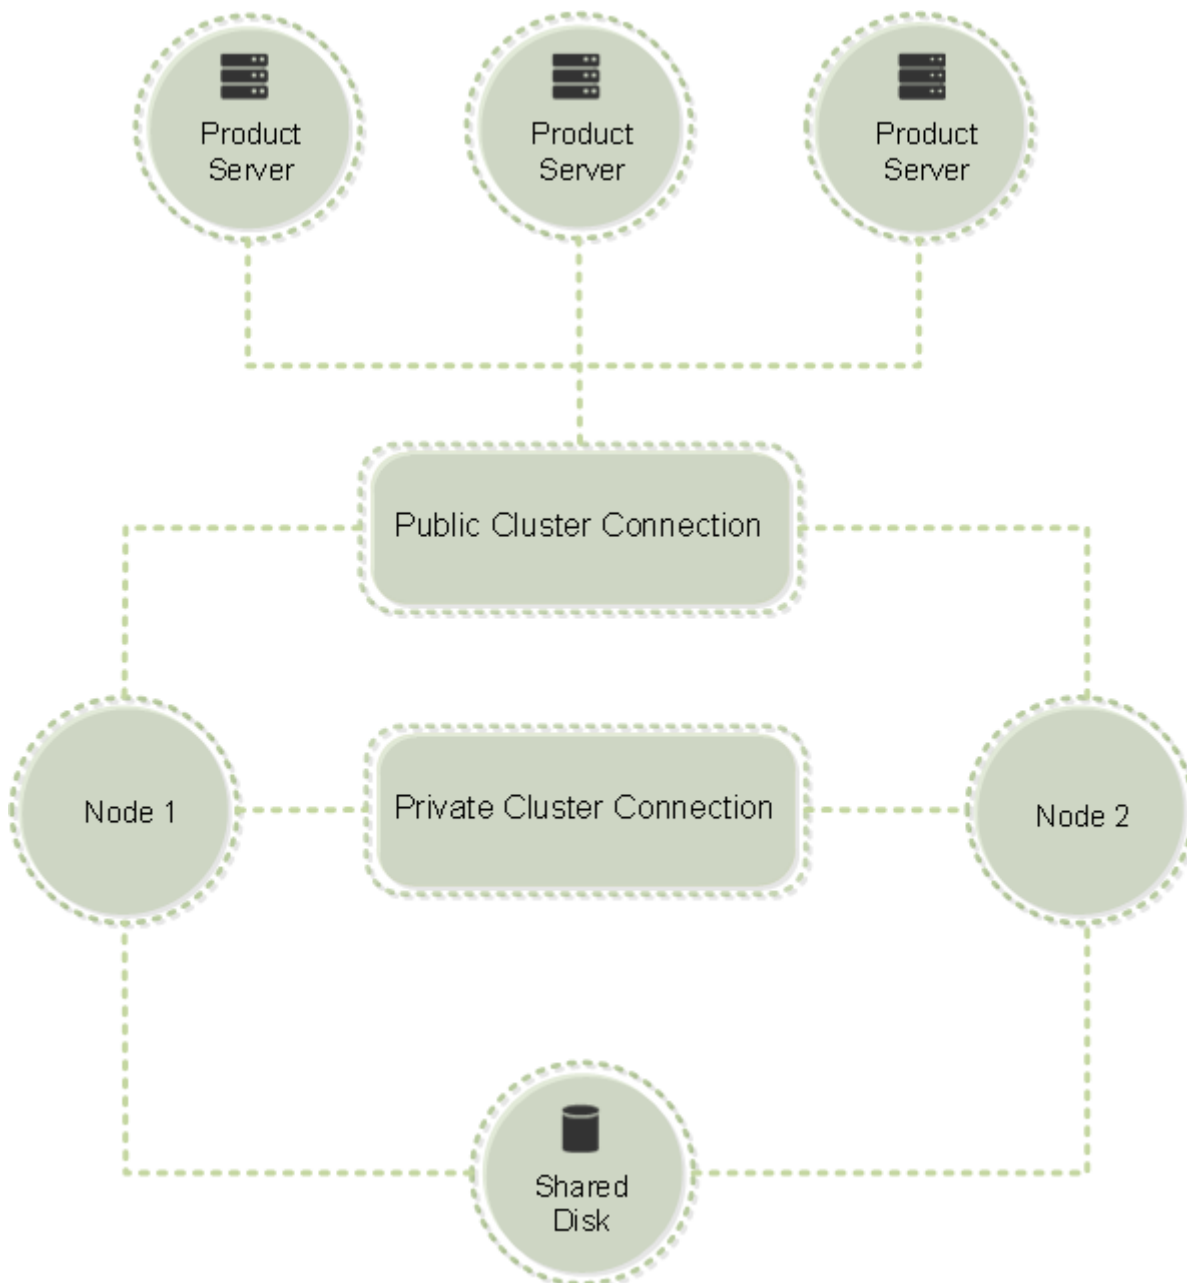 Product
Server
Product
Server
Product
Server
Public Cluster Connection
Node 1
Private Cluster Connection
Node 2
Shared
Disk